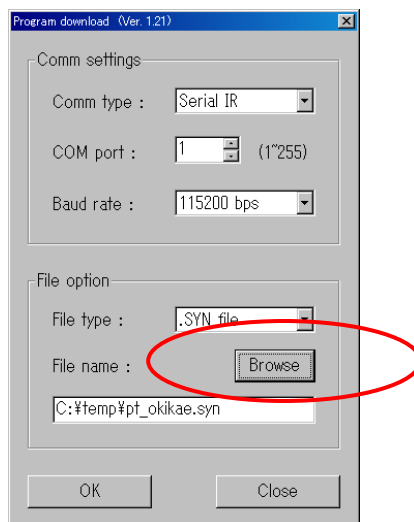 Program download (Ver. 1.21)
Comm settings
Comm type : Serial IR
COM port : 1 (1~255)
Baud rate : 115200 bps
File option
File type : .SYN file
File name : Browse
C:¥temp¥pt_okikae.syn
OK Close